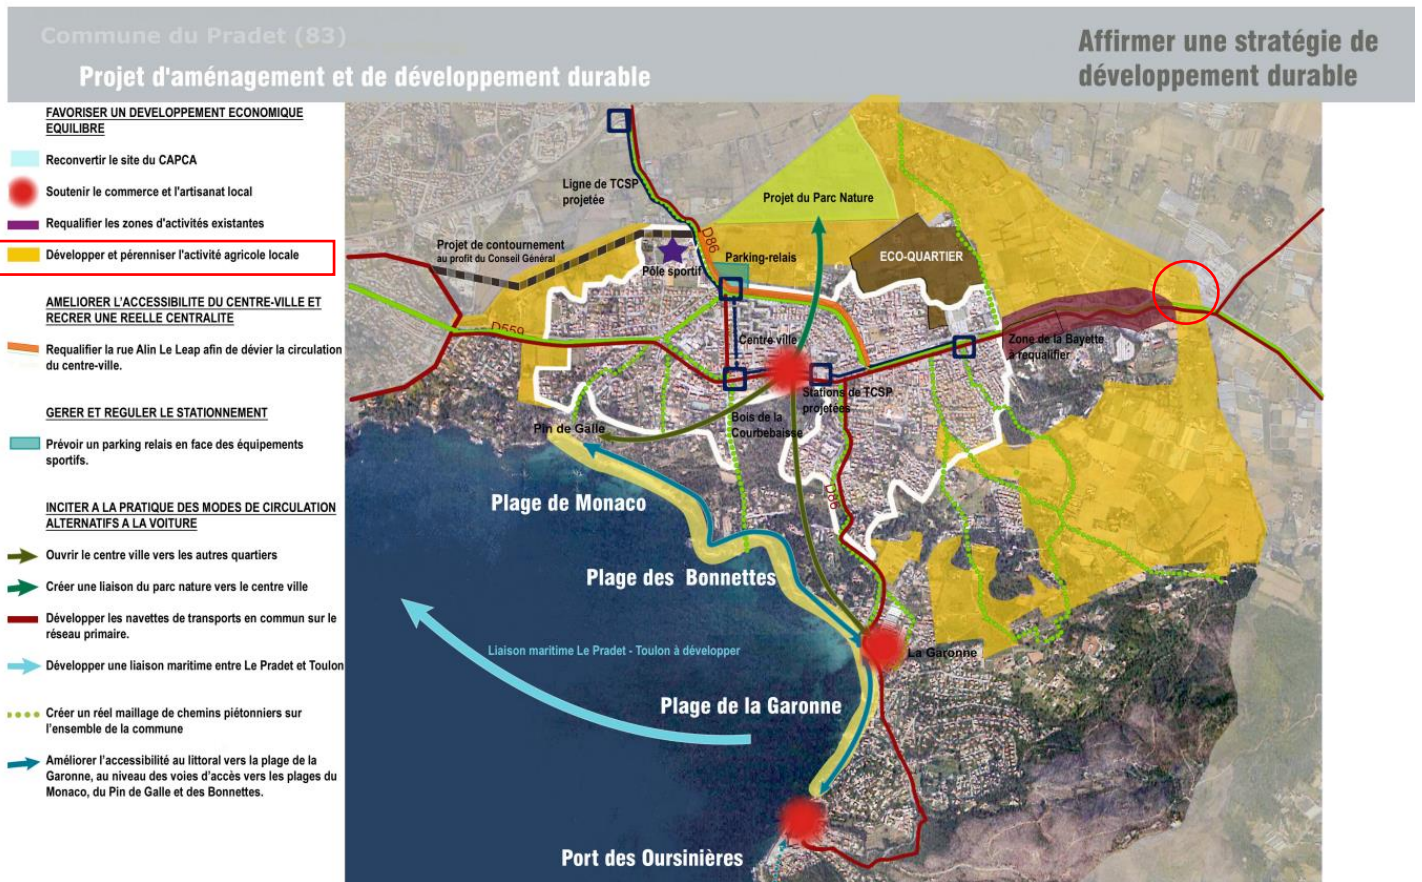 Commune du Pradet (83)
Projet d'aménagement et de développement durable
Affirmer une stratégie de
développement durable
FAVORISER UN DEVELOPPEMENT ECONOMIQUE
EQUILIBRE
Reconvertir le site du CAPCA
Soutenir le commerce et l'artisanat local
Requalifier les zones d'activités existantes
Développer et pérenniser l'activité agricole locale
AMELIORER L'ACCESSIBILITE DU CENTRE-VILLE ET
RECRER UNE REELLE CENTRALITE
Requalifier la rue Alin Le Leap afin de dévier la circulation
du centre-ville.
GERER ET REGULER LE STATIONNEMENT
Prévoir un parking relais en face des équipements
sportifs.
INCITER A LA PRATIQUE DES MODES DE CIRCULATION
ALTERNATIFS A LA VOITURE
Ouvrir le centre ville vers les autres quartiers
Créer une liaison du parc nature vers le centre ville
Développer les navettes de transports en commun sur le
réseau primaire.
Développer une liaison maritime entre Le Pradet et Toulon
Créer un réel maillage de chemins piétonniers sur
l'ensemble de la commune
Améliorer l'accessibilité au littoral vers la plage de la
Garonne, au niveau des voies d'accès vers les plages du
Monaco, du Pin de Galle et des Bonnettes.
Ligne de TCSP
projetée
Projet du Parc Nature
Projet de contournement
au profit du Conseil Général
D86
Pôle sportif
Parking-relais
ECO-QUARTIER
D559
Centre ville
Zone de la Bayette
à requalifier
Stations de TCSP
projetées
Bois de la
Courbebaisse
Pin de Galle
D86
Plage de Monaco
Plage des Bonnettes
Liaison maritime Le Pradet - Toulon à développer
La Garonne
Plage de la Garonne
Port des Oursinières